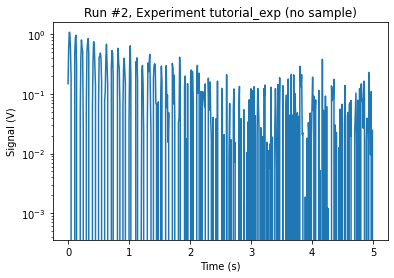 Run #2, Experiment tutorial_exp (no sample)
Signal (V)
10⁰
10⁻¹
10⁻²
10⁻³
0 1 2 3 4 5
Time (s)